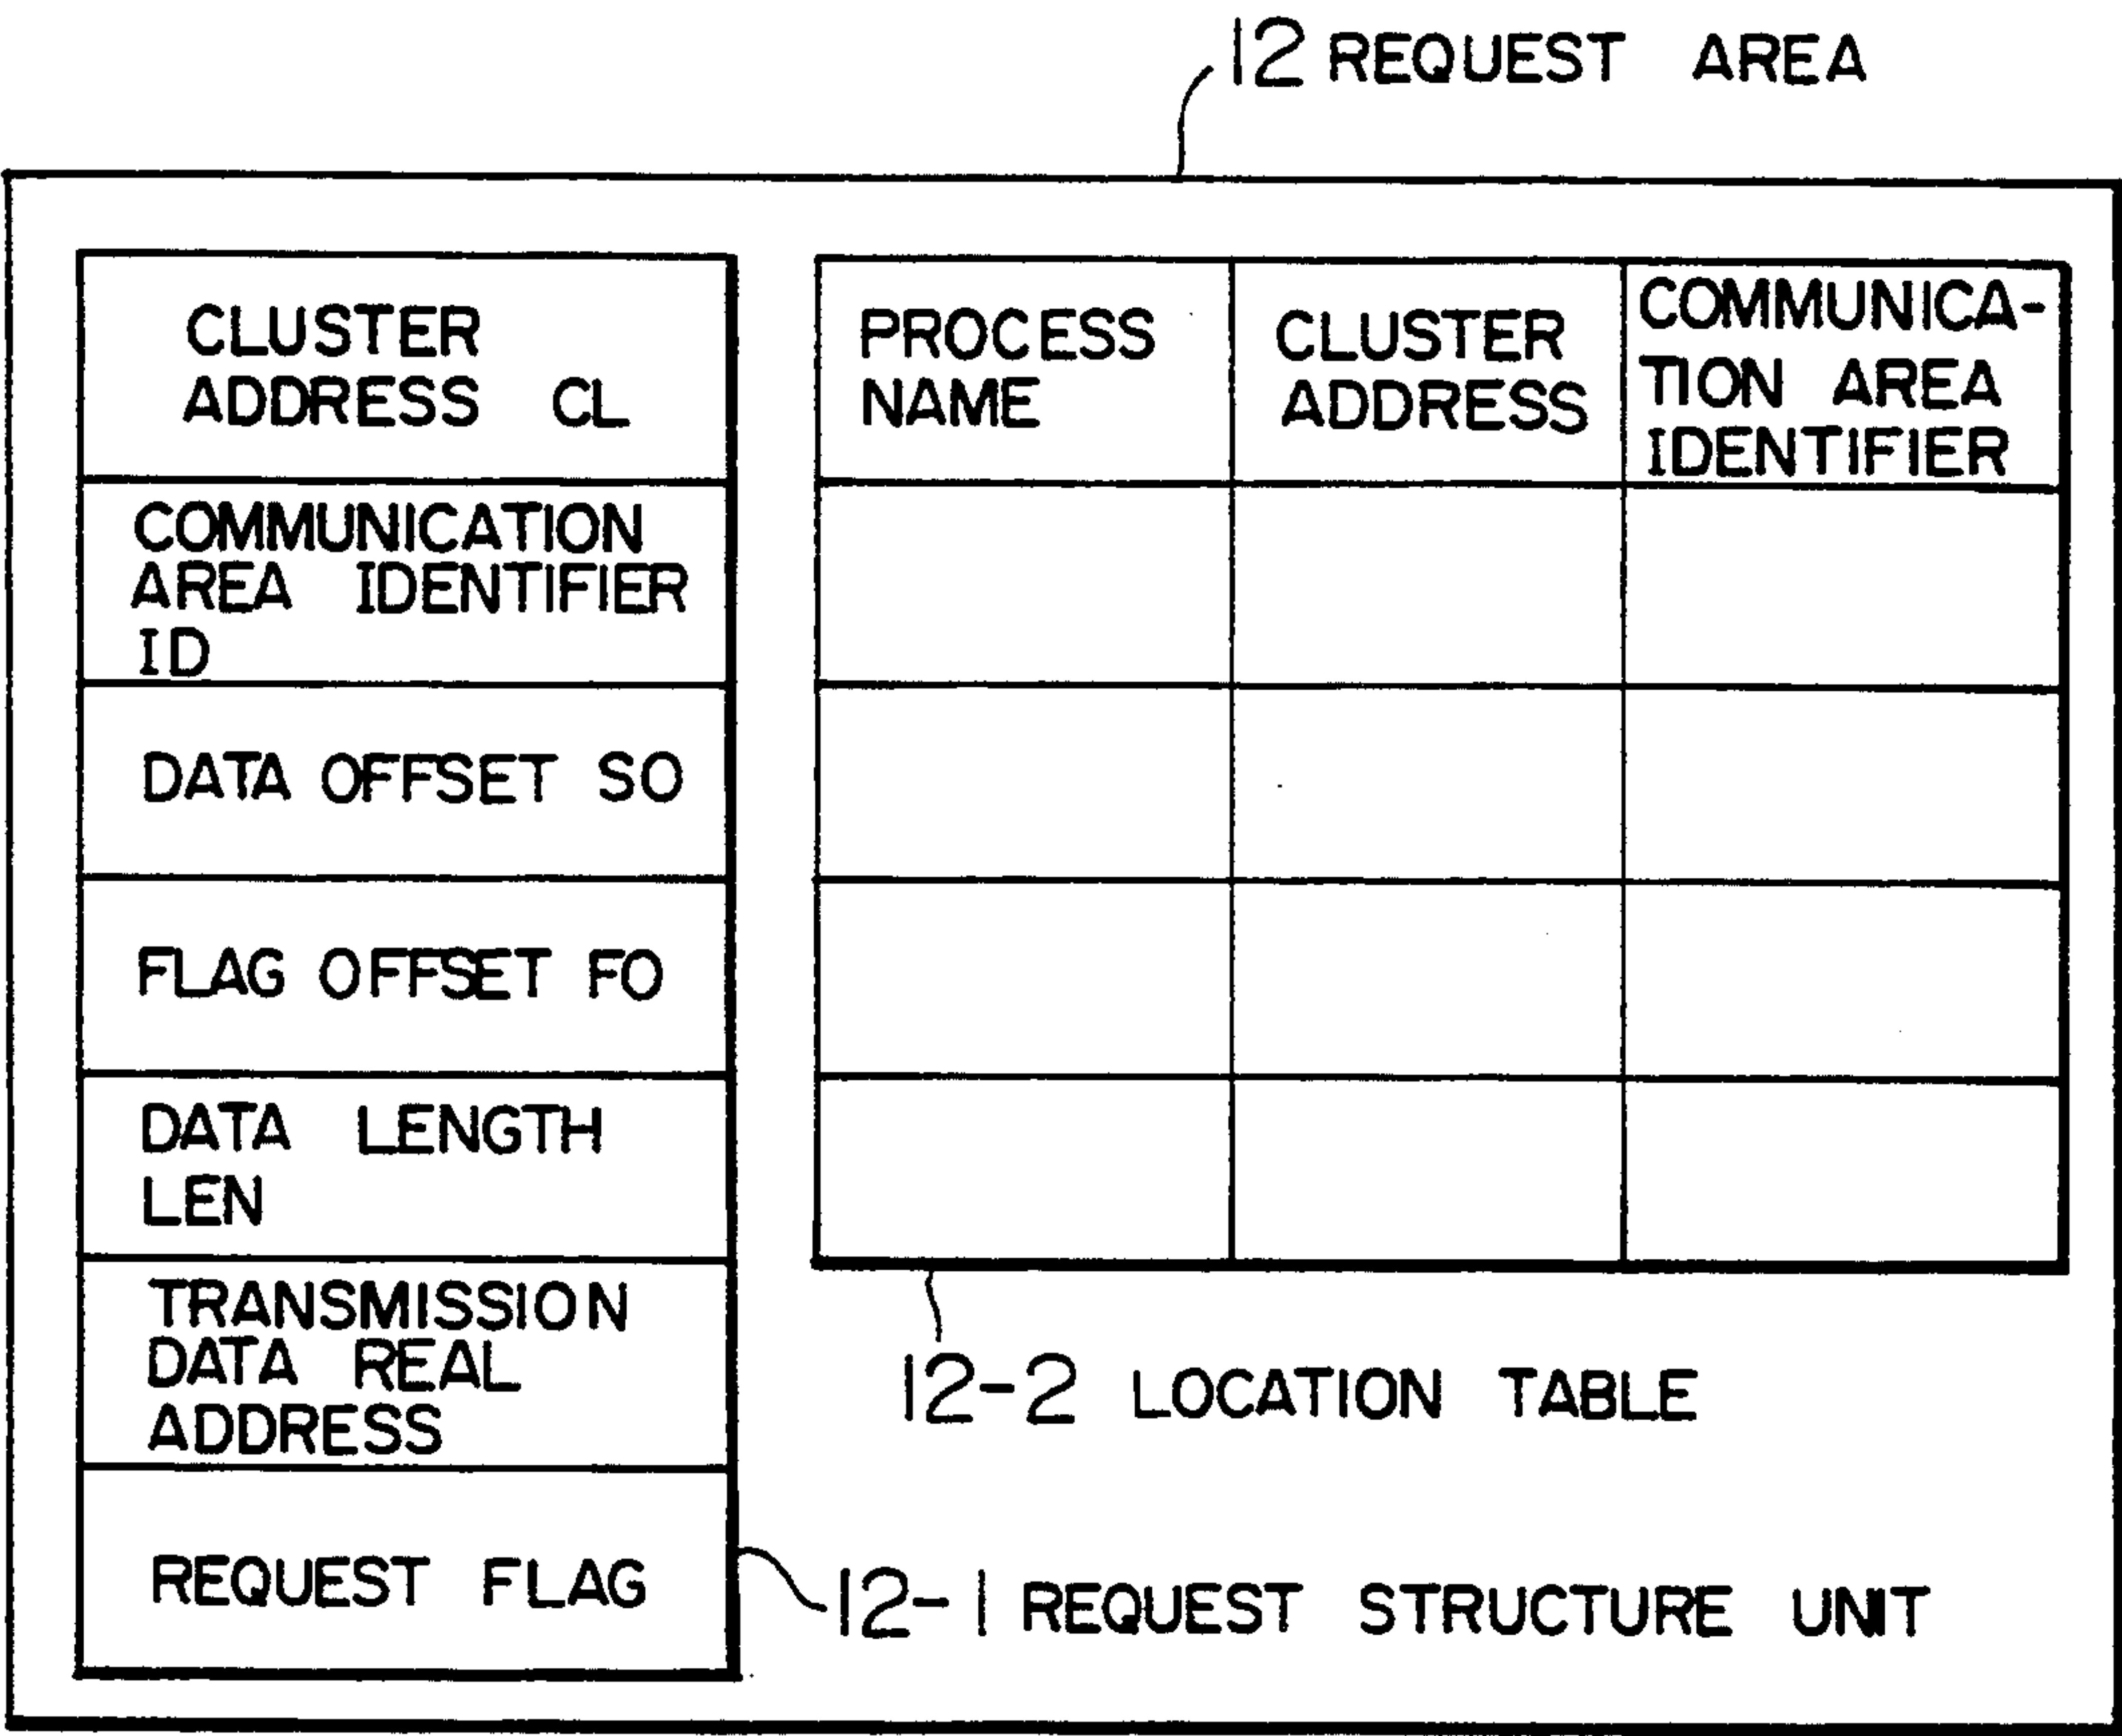 12 REQUEST AREA
CLUSTER
ADDRESS CL
COMMUNICATION
AREA IDENTIFIER
ID
DATA OFFSET SO
FLAG OFFSET FO
DATA LENGTH
LEN
TRANSMISSION
DATA REAL
ADDRESS
REQUEST FLAG
PROCESS
NAME
CLUSTER
ADDRESS
COMMUNICA-
TION AREA
IDENTIFIER
12-2 LOCATION TABLE
12-1 REQUEST STRUCTURE UNIT